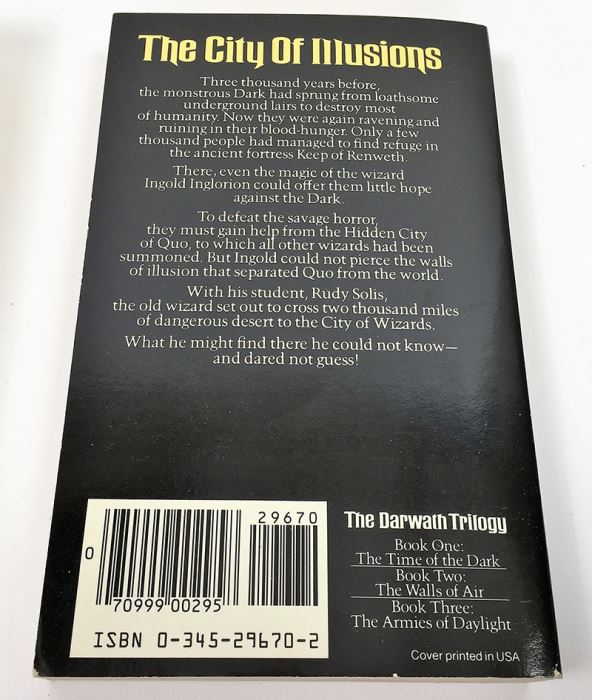 The City Of Illusions
Three thousand years before,
the monstrous Dark had sprung from loathsome
underground lairs to destroy most
of humanity. Now they were again ravening and
ruining in their blood-hunger. Only a few
thousand people had managed to find refuge in
the ancient fortress Keep of Renweth.
There, even the magic of the wizard
Ingold Inglorion could offer them little hope
against the Dark.
To defeat the savage horror,
they must gain help from the Hidden City
of Quo, to which all other wizards had been
summoned. But Ingold could not pierce the walls
of illusion that separated Quo from the world.
With his student, Rudy Solis,
the old wizard set out to cross two thousand miles
of dangerous desert to the City of Wizards.
What he might find there he could not know—
and dared not guess!
29670
0
70999 00295
ISBN 0-345-29670-2
The Darwath Trilogy
Book One:
The Time of the Dark
Book Two:
The Walls of Air
Book Three:
The Armies of Daylight
Cover printed in USA